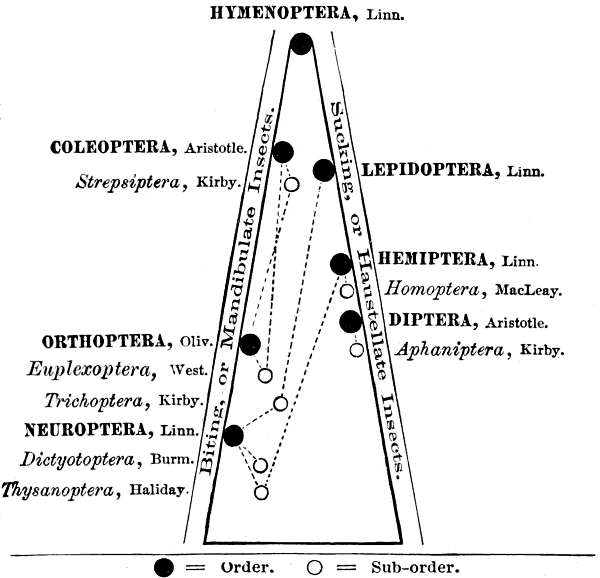 HYMENOPTERA, Linn.
COLEOPTERA, Aristotle.
Strepsiptera, Kirby.
LEPIDOPTERA, Linn.
HEMIPTERA, Linn.
Homoptera, MacLeay.
DIPTERA, Aristotle.
Aphaniptera, Kirby.
ORTHOPTERA, Oliv.
Euplexoptera, West.
Trichoptera, Kirby.
NEUROPTERA, Linn.
Dictyotoptera, Burm.
Thysanoptera, Haliday.
Biting, or Mandibulate Insects.
Sucking, or Haustellate Insects.
= Order. = Sub-order.